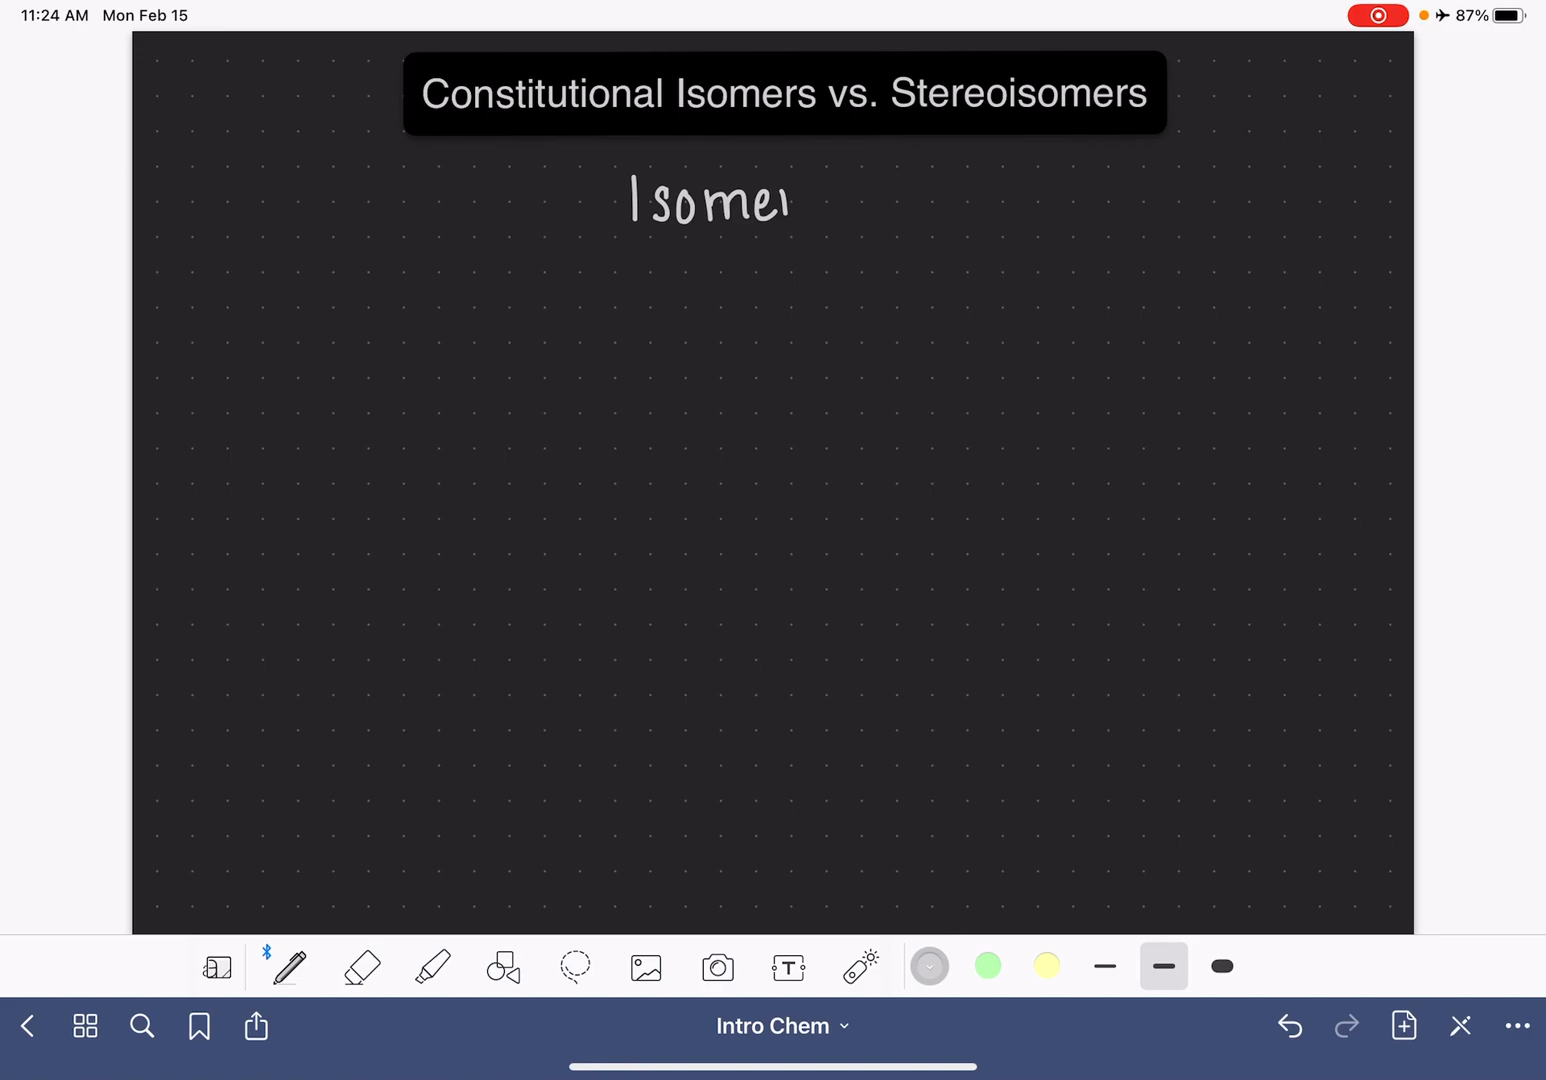 11:24 AM Mon Feb 15
87%
Constitutional Isomers vs. Stereoisomers
Isomer
Intro Chem